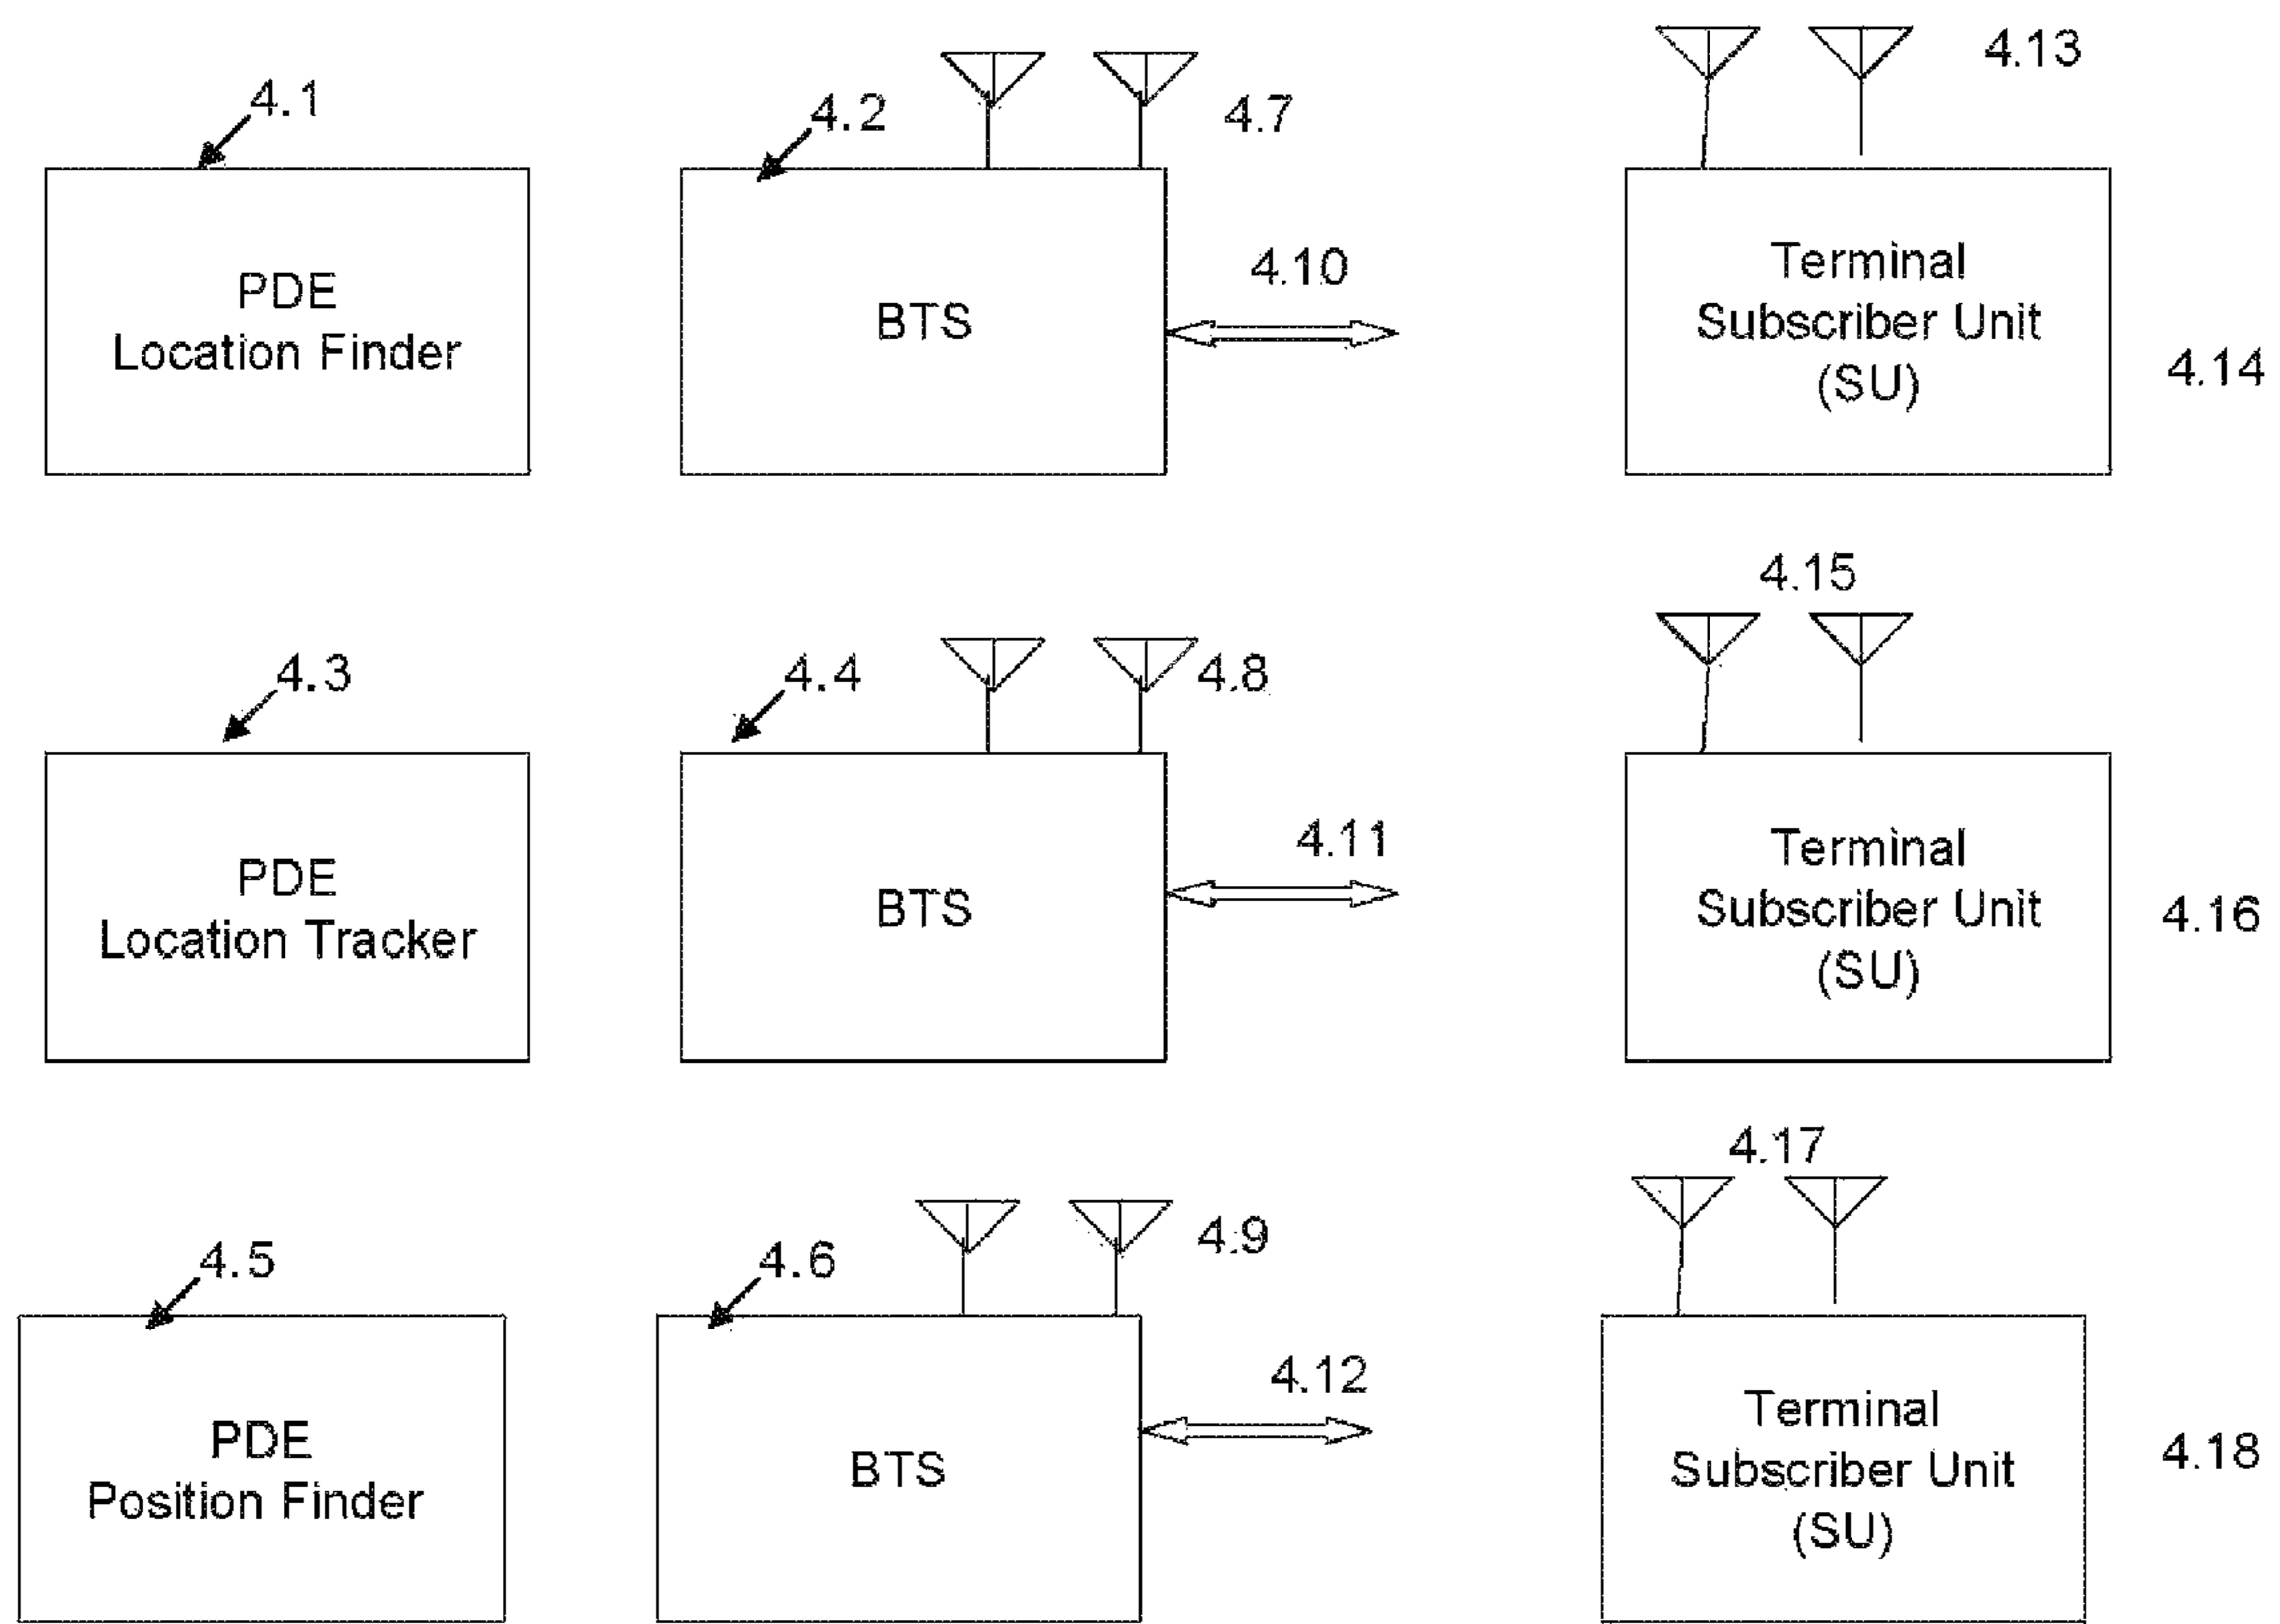 4.1
4.2
4.7
4.13
PDE
Location Finder
BTS
4.10
Terminal
Subscriber Unit
(SU)
4.14
4.3
4.4
4.8
4.15
PDE
Location Tracker
BTS
4.11
Terminal
Subscriber Unit
(SU)
4.16
4.5
4.6
4.9
4.17
PDE
Position Finder
BTS
4.12
Terminal
Subscriber Unit
(SU)
4.18